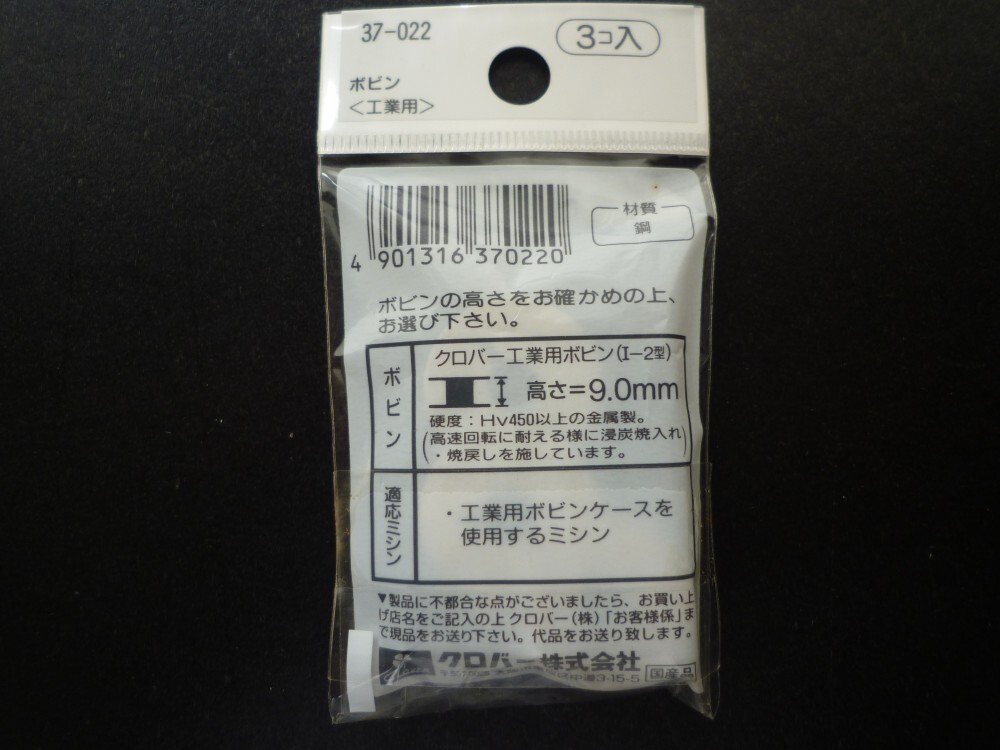 37-022
3コ入
ボビン
〈工業用〉
材質
鋼
4 901316 370220
ボビンの高さをお確かめの上、
お選び下さい。
ボビン
クロバー工業用ボビン(I-2型)
高さ=9.0mm
硬度:Hv450以上の金属製。
(高速回転に耐える様に浸炭焼入れ
・焼戻しを施しています。)
適応ミシン
・工業用ボビンケースを
使用するミシン
▼製品に不都合な点がございましたら、お買い上
げ店名をご記入の上クロバー(株)「お客様係」ま
で現品をお送り下さい。代品をお送り致します。
クロバー株式会社
3-15-5
国産品